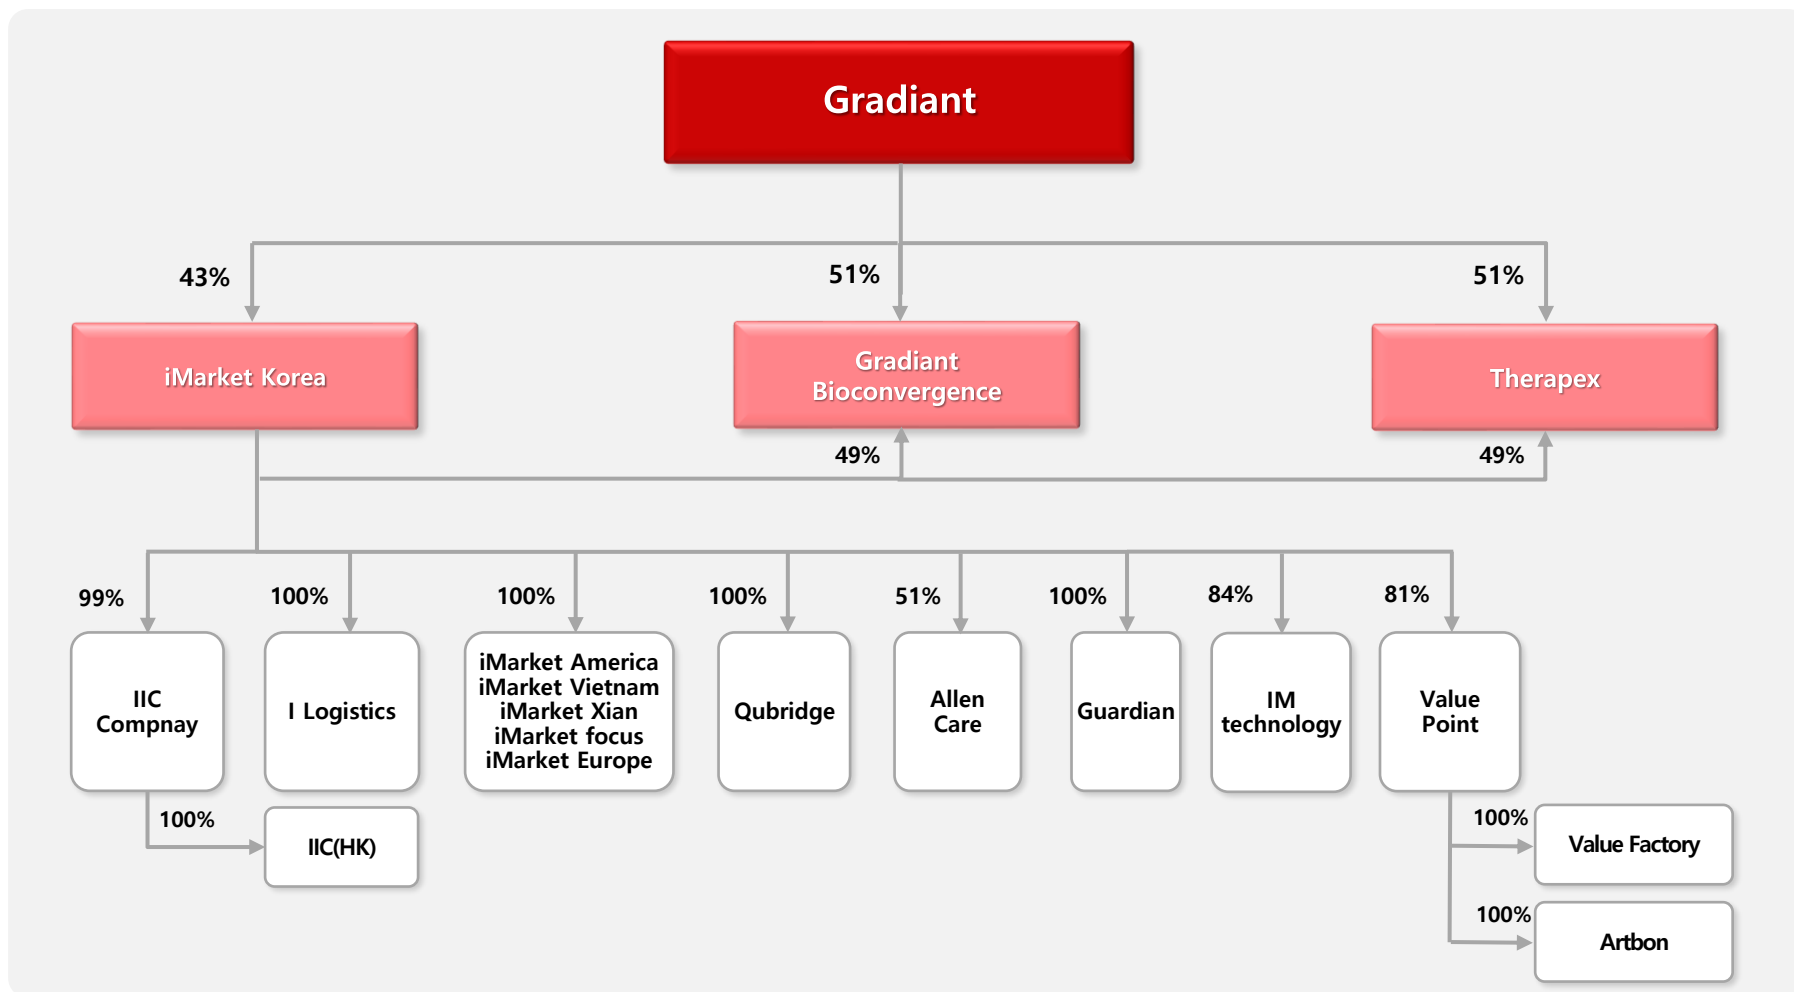 Gradiant
43%
51%
51%
iMarket Korea
Gradiant
Bioconvergence
Therapex
49%
49%
99%
100%
100%
100%
51%
100%
84%
81%
IIC
Compnay
I Logistics
iMarket America
iMarket Vietnam
iMarket Xian
iMarket focus
iMarket Europe
Qubridge
Allen
Care
Guardian
IM
technology
Value
Point
100%
IIC(HK)
100%
Value Factory
100%
Artbon